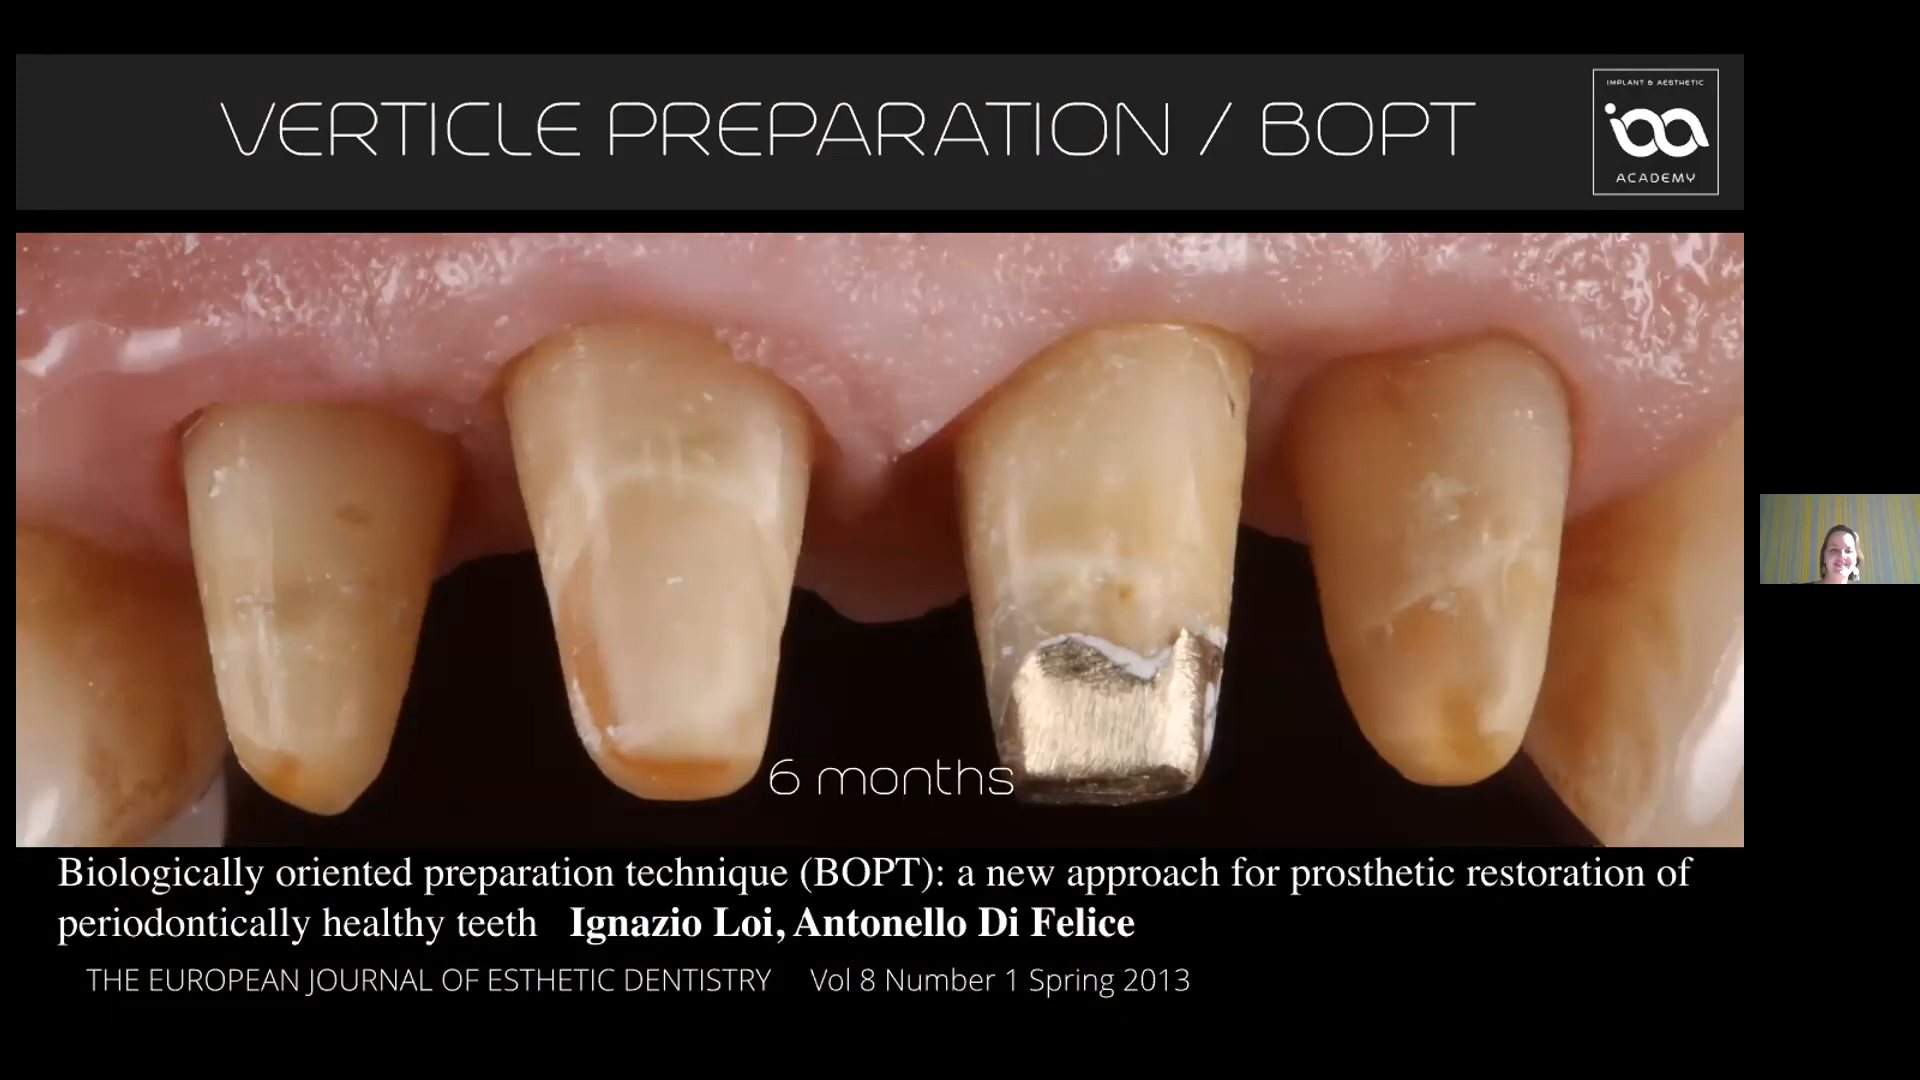 VERTICLE PREPARATION / BOPT
IMPLANT & AESTHETIC
ioa
ACADEMY
6 months
Biologically oriented preparation technique (BOPT): a new approach for prosthetic restoration of
periodontically healthy teeth Ignazio Loi, Antonello Di Felice
THE EUROPEAN JOURNAL OF ESTHETIC DENTISTRY Vol 8 Number 1 Spring 2013